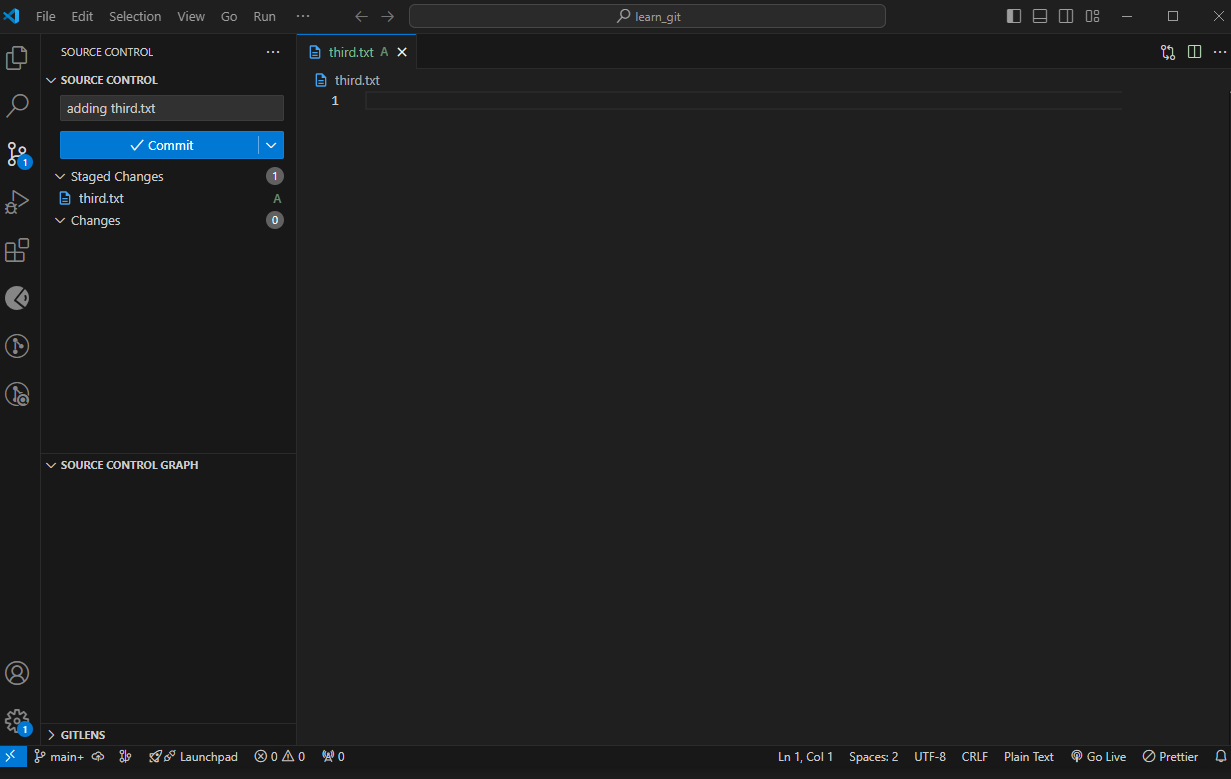 File Edit Selection View Go Run ···
learn_git
SOURCE CONTROL ···
SOURCE CONTROL
adding third.txt
Commit
Staged Changes 1
third.txt A
Changes 0
SOURCE CONTROL GRAPH
GITLENS
third.txt A
third.txt
1
1
1
main+ Launchpad 0 0 0
Ln 1, Col 1 Spaces: 2 UTF-8 CRLF Plain Text Go Live Prettier